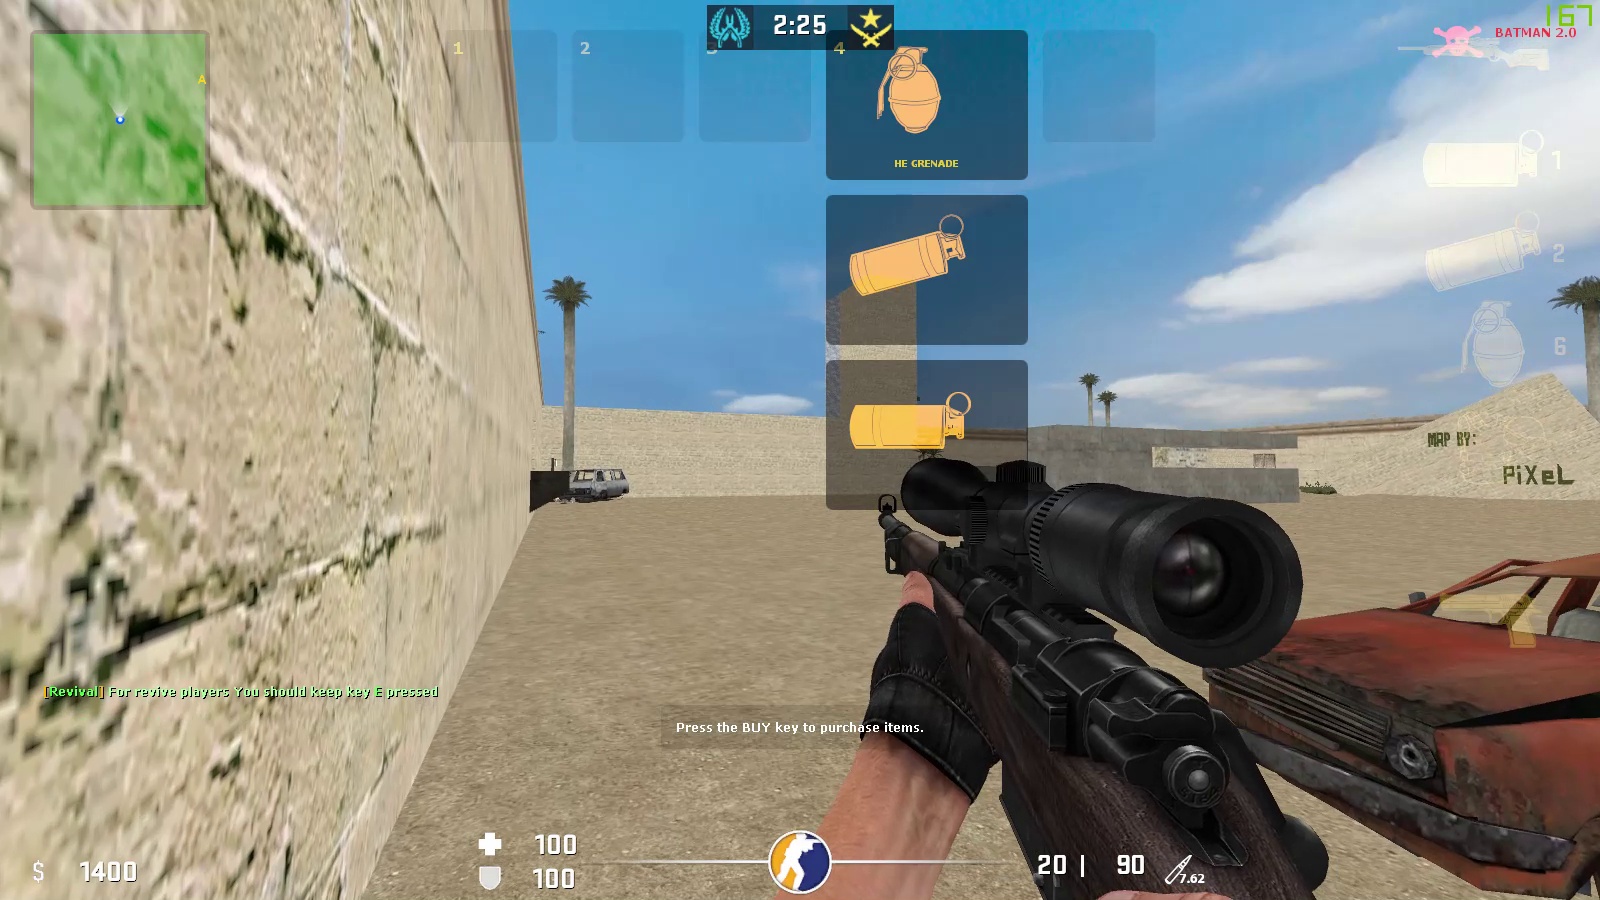 167
2:25
BATMAN 2.0
1
2
3
4
A
HE GRENADE
1
2
6
MAP BY:
PiXeL
[Revival] For revive players You should keep key E pressed
Press the BUY key to purchase items.
$ 1400
100
100
20 | 90
7.62